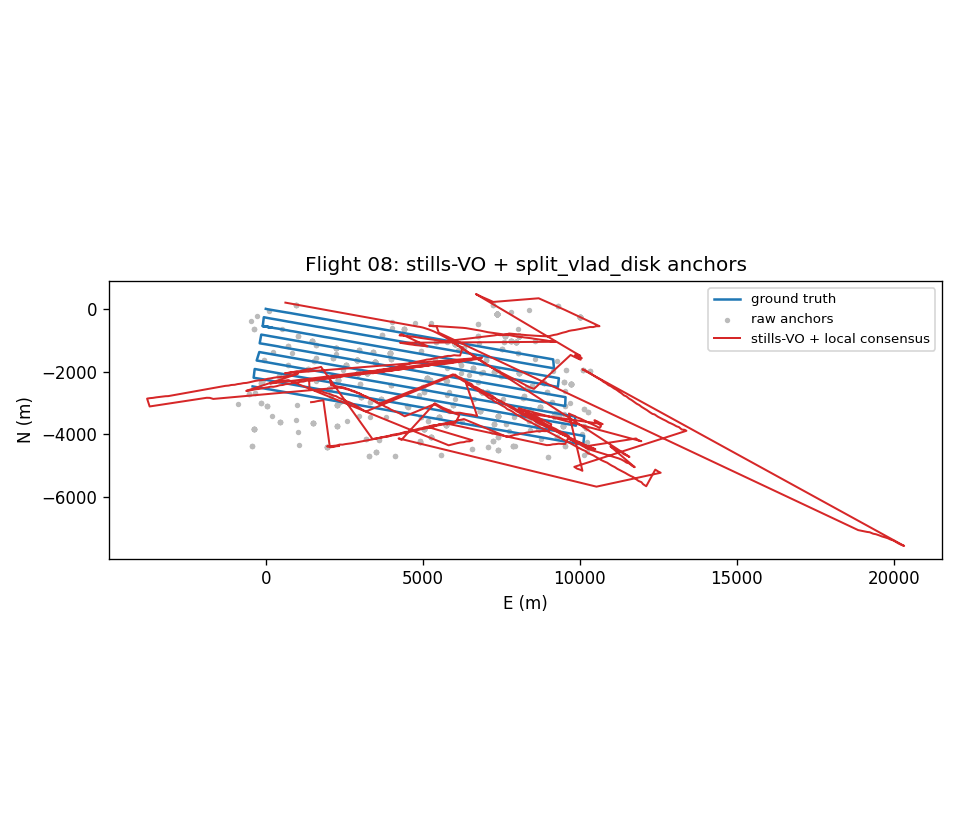 Flight 08: stills-VO + split_vlad_disk anchors
ground truth
raw anchors
stills-VO + local consensus
N (m)
0
−2000
−4000
−6000
0 5000 10000 15000 20000
E (m)